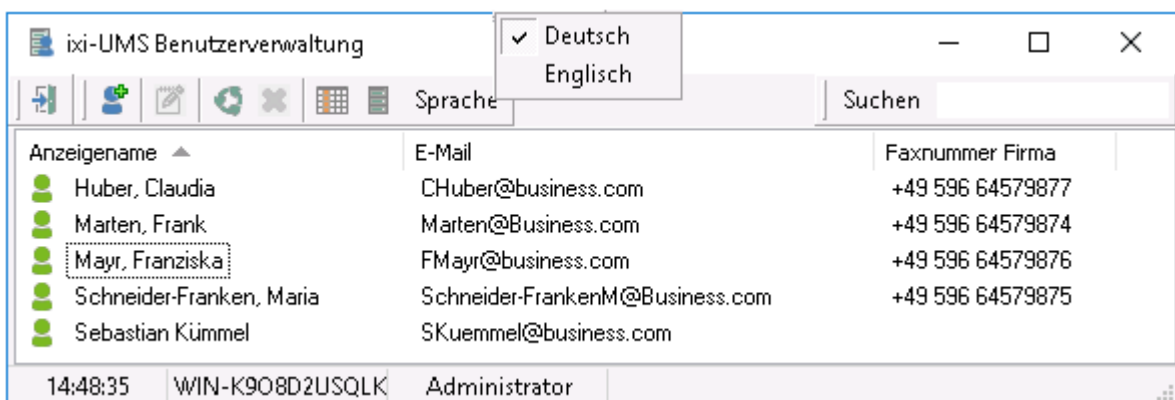 ixi-UMS Benutzerverwaltung
Deutsch
Englisch
Sprache Suchen
Anzeigename E-Mail Faxnummer Firma
Huber, Claudia CHuber@business.com +49 596 64579877
Marten, Frank Marten@Business.com +49 596 64579874
Mayr, Franziska FMayr@business.com +49 596 64579876
Schneider-Franken, Maria Schneider-FrankenM@Business.com +49 596 64579875
Sebastian Kümmel SKuemmel@business.com
14:48:35 WIN-K9O8D2USQLK Administrator